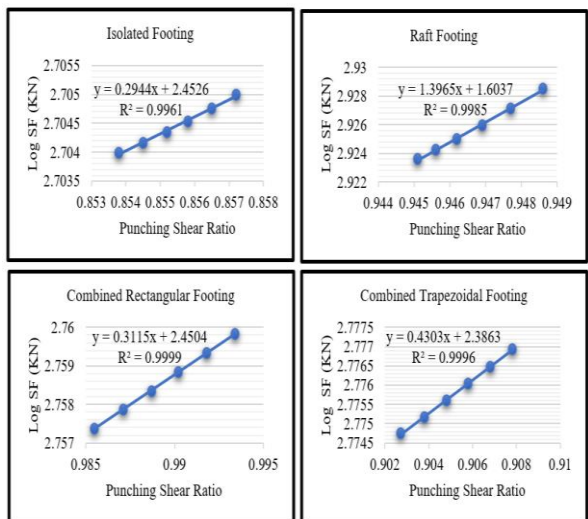 Isolated Footing
2.7055
2.705
2.7045
2.704
2.7035
Log SF (KN)
y = 0.2944x + 2.4526
R² = 0.9961
0.853 0.854 0.855 0.856 0.857 0.858
Punching Shear Ratio
Raft Footing
2.93
2.928
2.926
2.924
2.922
Log SF (KN)
y = 1.3965x + 1.6037
R² = 0.9985
0.944 0.945 0.946 0.947 0.948 0.949
Punching Shear Ratio
Combined Rectangular Footing
2.76
2.759
2.758
2.757
Log SF (KN)
y = 0.3115x + 2.4504
R² = 0.9999
0.985 0.99 0.995
Punching Shear Ratio
Combined Trapezoidal Footing
2.7775
2.777
2.7765
2.776
2.7755
2.775
2.7745
Log SF (KN)
y = 0.4303x + 2.3863
R² = 0.9996
0.902 0.904 0.906 0.908 0.91
Punching Shear Ratio